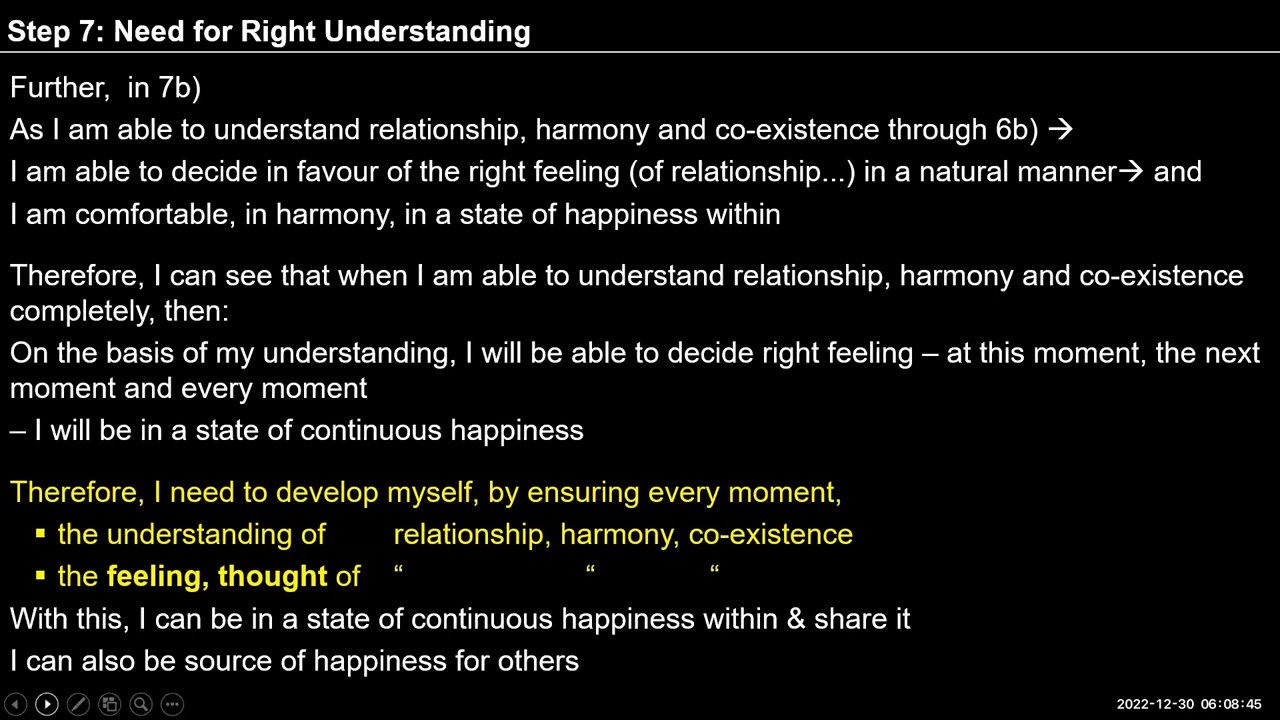 Step 7: Need for Right Understanding
Further,  in 7b)
As I am able to understand relationship, harmony and co-existence through 6b) →
I am able to decide in favour of the right feeling (of relationship...) in a natural manner→ and
I am comfortable, in harmony, in a state of happiness within
Therefore, I can see that when I am able to understand relationship, harmony and co-existence
completely, then:
On the basis of my understanding, I will be able to decide right feeling – at this moment, the next
moment and every moment
– I will be in a state of continuous happiness
Therefore, I need to develop myself, by ensuring every moment,
▪ the understanding of relationship, harmony, co-existence
▪ the feeling, thought of “ “ “
With this, I can be in a state of continuous happiness within & share it
I can also be source of happiness for others
2022-12-30 06:08:45